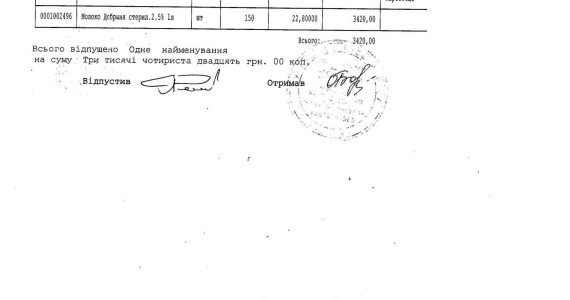 0001002496 Молоко Добрыня стерил.2.5% 1л шт 150 22,80000 3420,00
Всього: 3420,00
Всього відпущено Одне найменування
на суму Три тисячі чотириста двадцять грн. 00 коп.
Відпустив Отримав